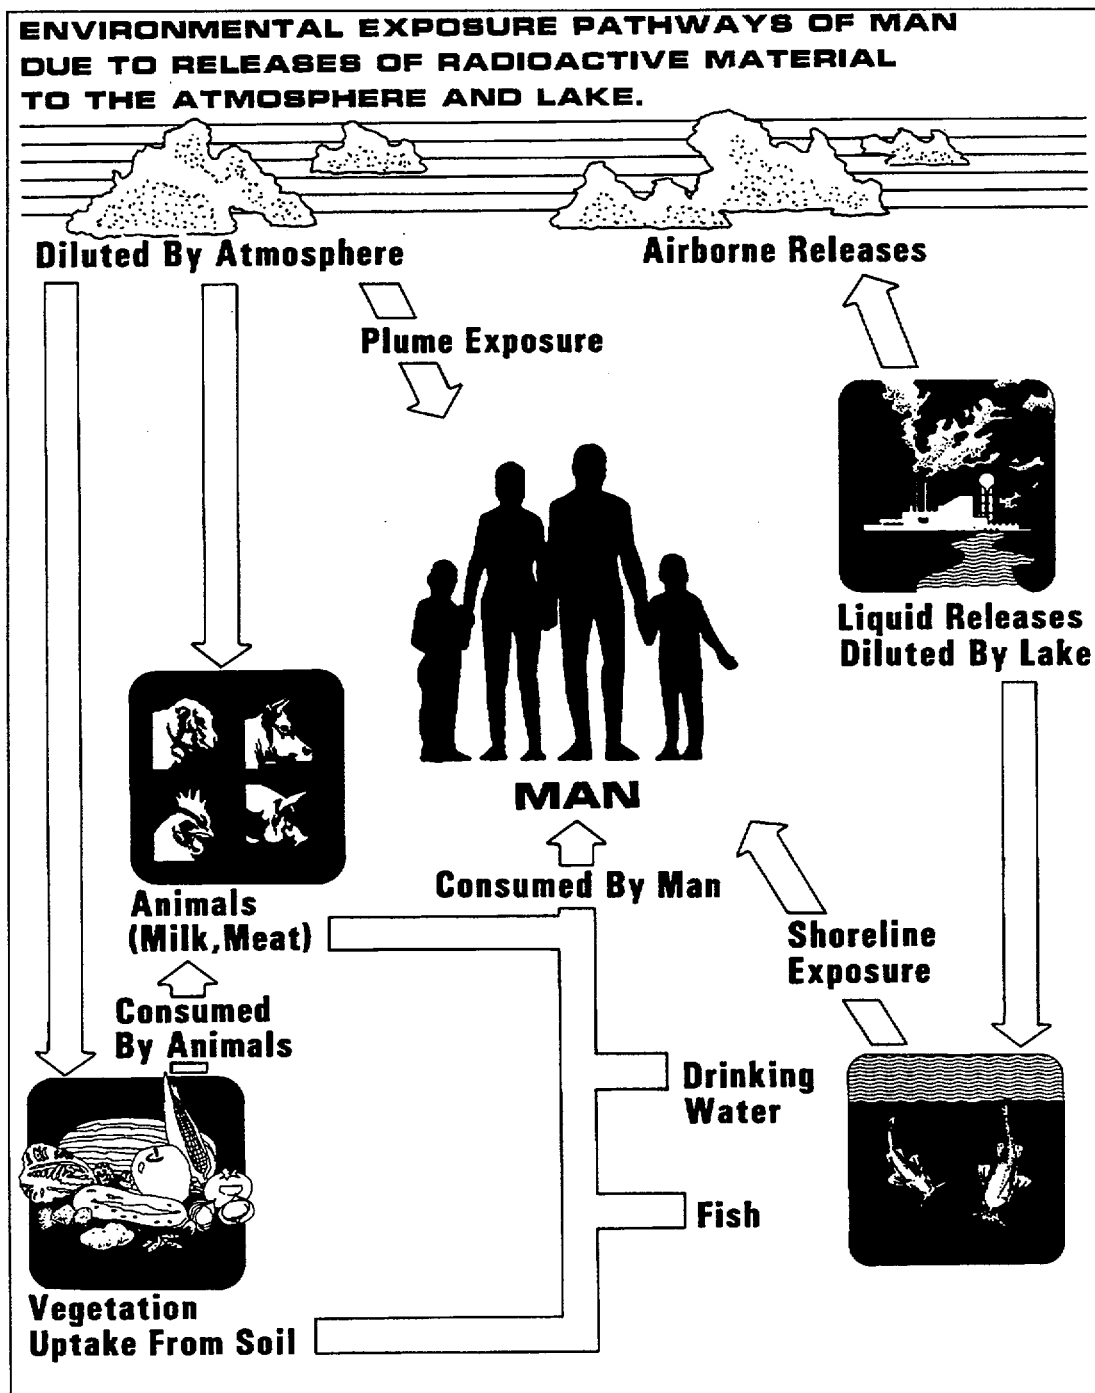 ENVIRONMENTAL EXPOSURE PATHWAYS OF MAN
DUE TO RELEASES OF RADIOACTIVE MATERIAL
TO THE ATMOSPHERE AND LAKE.
Diluted By Atmosphere
Airborne Releases
Plume Exposure
Liquid Releases
Diluted By Lake
MAN
Consumed By Man
Animals
(Milk,Meat)
Shoreline
Exposure
Consumed
By Animals
Drinking
Water
Fish
Vegetation
Uptake From Soil